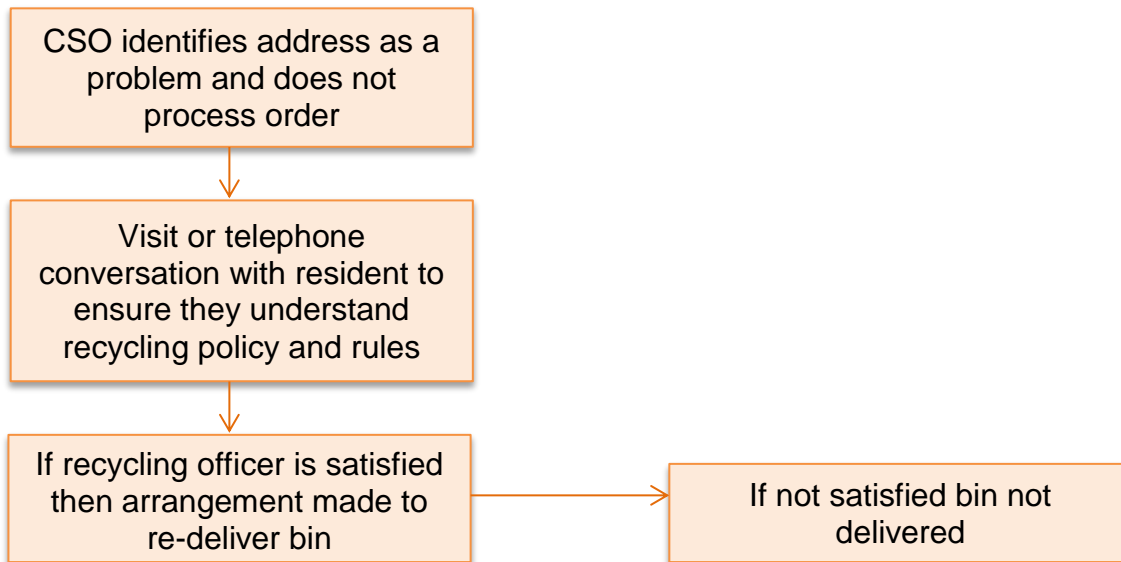 CSO identifies address as a
problem and does not
process order
Visit or telephone
conversation with resident to
ensure they understand
recycling policy and rules
If recycling officer is satisfied
then arrangement made to
re-deliver bin
If not satisfied bin not
delivered